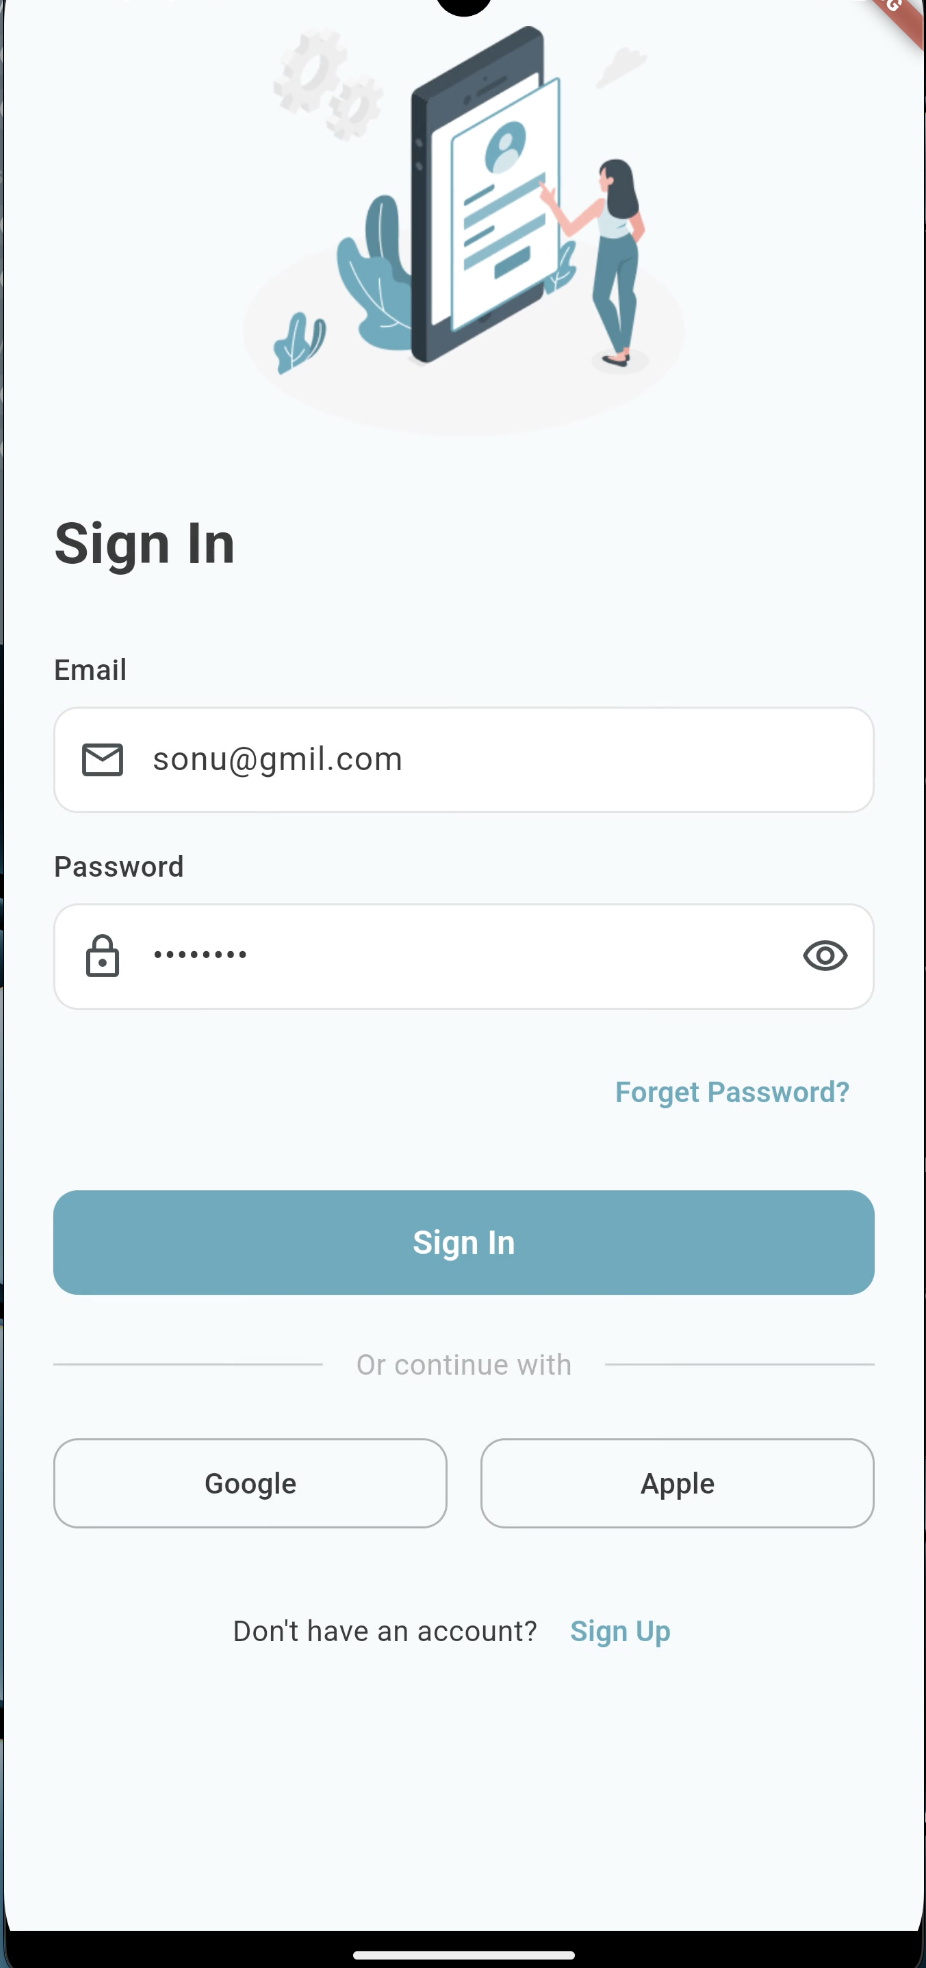 Sign In
Email
sonu@gmil.com
Password
••••••••
Forget Password?
Sign In
Or continue with
Google
Apple
Don't have an account? Sign Up